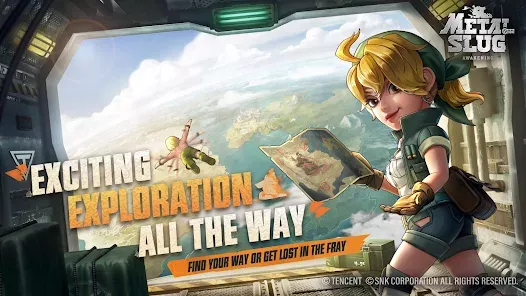 METAL
SLUG
AWAKENING
EXCITING
EXPLORATION
ALL THE WAY
FIND YOUR WAY OR GET LOST IN THE FRAY
© TENCENT © SNK CORPORATION ALL RIGHTS RESERVED.